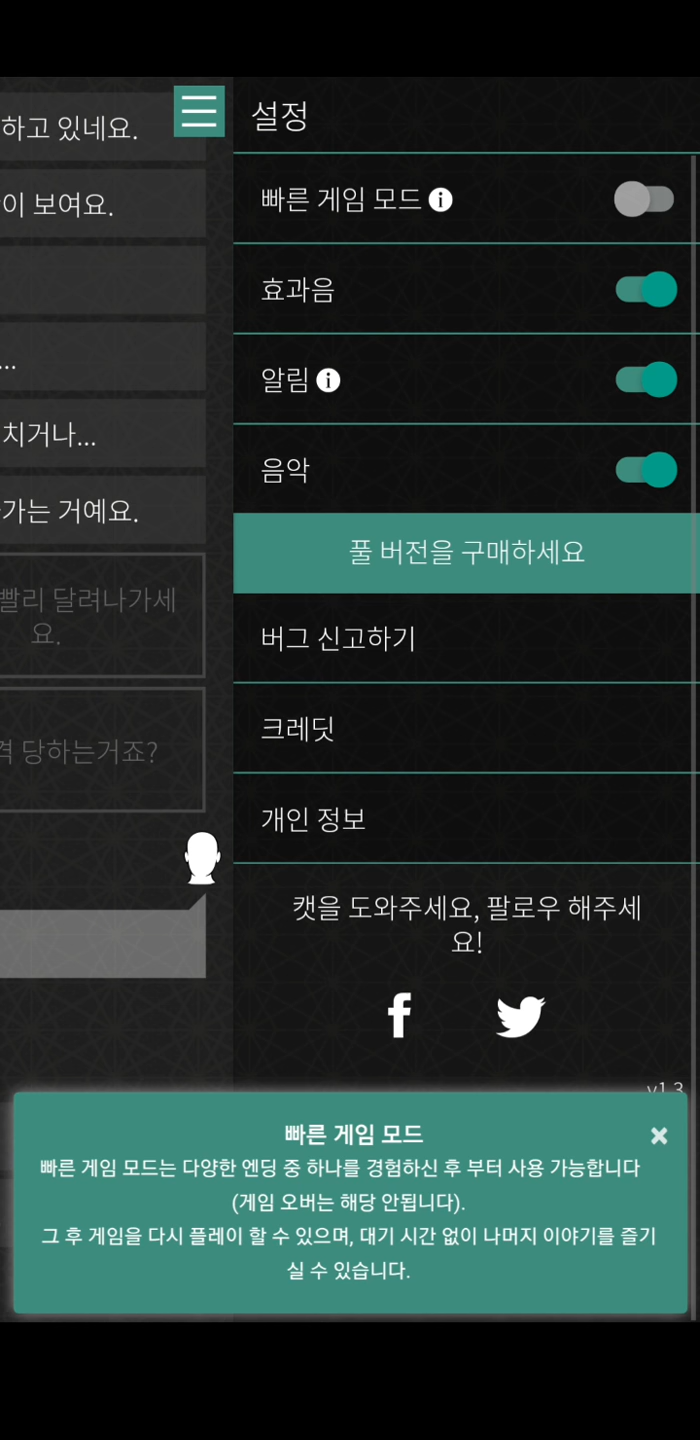 하고 있네요.
이 보여요.
...
치거나...
가는 거예요.
빨리 달려나가세
요.
격 당하는거죠?
설정
빠른 게임 모드 i
효과음
알림 i
음악
풀 버전을 구매하세요
버그 신고하기
크레딧
개인 정보
캣을 도와주세요, 팔로우 해주세
요!
v1.3
빠른 게임 모드
빠른 게임 모드는 다양한 엔딩 중 하나를 경험하신 후 부터 사용 가능합니다
(게임 오버는 해당 안됩니다).
그 후 게임을 다시 플레이 할 수 있으며, 대기 시간 없이 나머지 이야기를 즐기
실 수 있습니다.